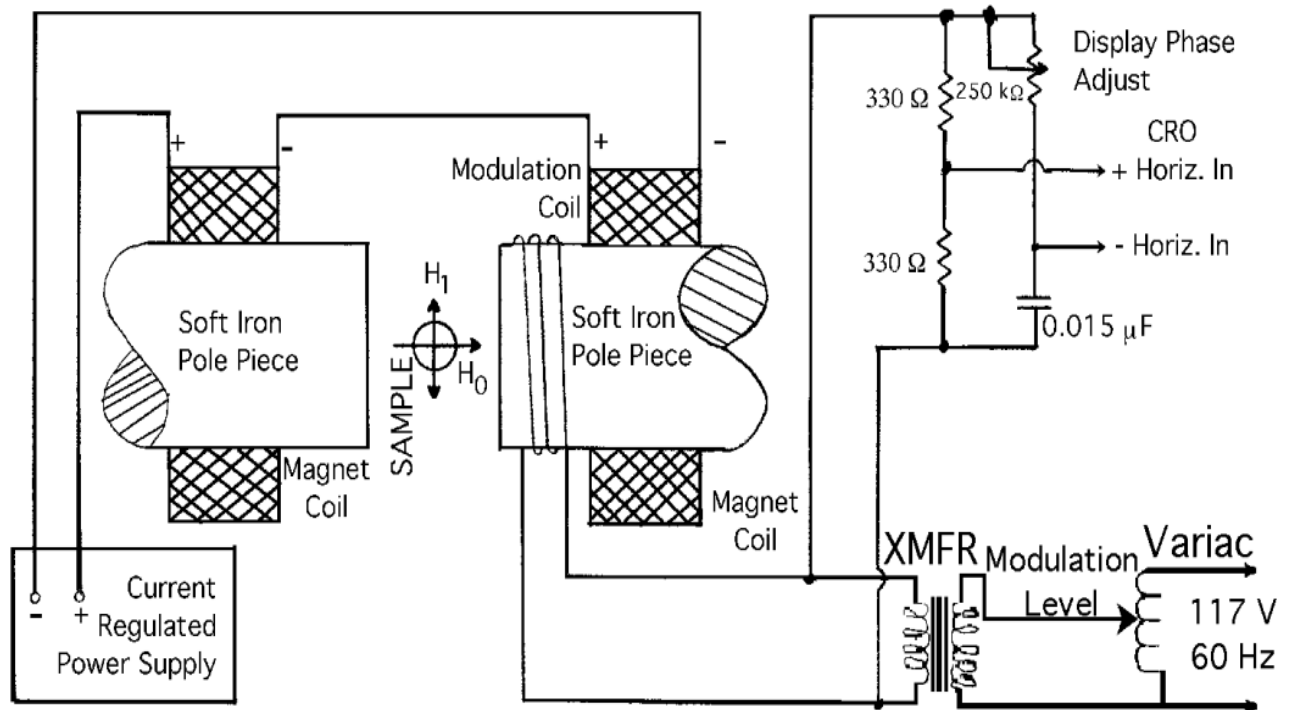 Display Phase
Adjust
330 Ω
250 kΩ
CRO
+ Horiz. In
- Horiz. In
330 Ω
0.015 μF
+
-
+
-
Modulation
Coil
H1
H0
SAMPLE
Soft Iron
Pole Piece
Soft Iron
Pole Piece
Magnet
Coil
Magnet
Coil
- +
Current
Regulated
Power Supply
XMFR
Modulation
Level
Variac
117 V
60 Hz